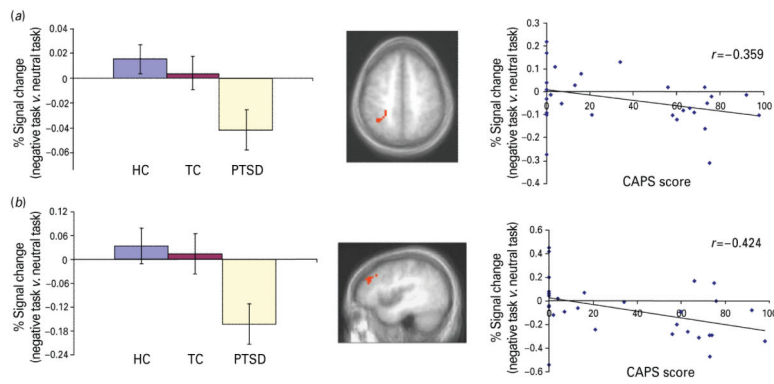 (a)
% Signal change
(negative task v. neutral task)
0.04
0.02
0
−0.02
−0.04
−0.06
HC
TC
PTSD
% Signal change
(negative task v. neutral task)
0.3
0.2
0.1
0
−0.1
−0.2
−0.3
−0.4
20
40
60
80
100
r=−0.359
CAPS score
(b)
% Signal change
(negative task v. neutral task)
0.12
0.06
0
−0.06
−0.12
−0.18
−0.24
HC
TC
PTSD
% Signal change
(negative task v. neutral task)
0.6
0.4
0.2
0
−0.2
−0.4
−0.6
20
40
60
80
100
r=−0.424
CAPS score